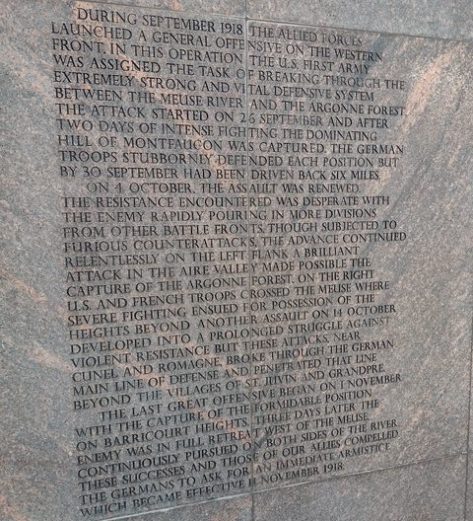 DURING SEPTEMBER 1918 THE ALLIED FORCES
LAUNCHED A GENERAL OFFENSIVE ON THE WESTERN
FRONT. IN THIS OPERATION THE U.S. FIRST ARMY
WAS ASSIGNED THE TASK OF BREAKING THROUGH THE
EXTREMELY STRONG AND VITAL DEFENSIVE SYSTEM
BETWEEN THE MEUSE RIVER AND THE ARGONNE FOREST.
THE ATTACK STARTED ON 26 SEPTEMBER AND AFTER
TWO DAYS OF INTENSE FIGHTING THE DOMINATING
HILL OF MONTFAUCON WAS CAPTURED. THE GERMAN
TROOPS STUBBORNLY DEFENDED EACH POSITION BUT
BY 30 SEPTEMBER HAD BEEN DRIVEN BACK SIX MILES.
ON 4 OCTOBER, THE ASSAULT WAS RENEWED.
THE RESISTANCE ENCOUNTERED WAS DESPERATE WITH
THE ENEMY RAPIDLY POURING IN MORE DIVISIONS
FROM OTHER BATTLE FRONTS. THOUGH SUBJECTED TO
FURIOUS COUNTERATTACKS, THE ADVANCE CONTINUED
RELENTLESSLY. ON THE LEFT FLANK A BRILLIANT
ATTACK IN THE AIRE VALLEY MADE POSSIBLE THE
CAPTURE OF THE ARGONNE FOREST. ON THE RIGHT
U.S. AND FRENCH TROOPS CROSSED THE MEUSE WHERE
SEVERE FIGHTING ENSUED FOR POSSESSION OF THE
HEIGHTS BEYOND. ANOTHER ASSAULT ON 14 OCTOBER
DEVELOPED INTO A PROLONGED STRUGGLE AGAINST
VIOLENT RESISTANCE BUT THESE ATTACKS, NEAR
CUNEL AND ROMAGNE, BROKE THROUGH THE GERMAN
MAIN LINE OF DEFENSE AND PENETRATED THAT LINE
BEYOND THE VILLAGES OF ST. JUVIN AND GRANDPRE.
THE LAST GREAT OFFENSIVE BEGAN ON 1 NOVEMBER
WITH THE CAPTURE OF THE FORMIDABLE POSITION
ON BARRICOURT HEIGHTS. THREE DAYS LATER THE
ENEMY WAS IN FULL RETREAT WEST OF THE MEUSE,
CONTINUOUSLY PURSUED ON BOTH SIDES OF THE RIVER.
THESE SUCCESSES AND THOSE OF OUR ALLIES COMPELLED
THE GERMANS TO ASK FOR AN IMMEDIATE ARMISTICE
WHICH BECAME EFFECTIVE 11 NOVEMBER 1918.